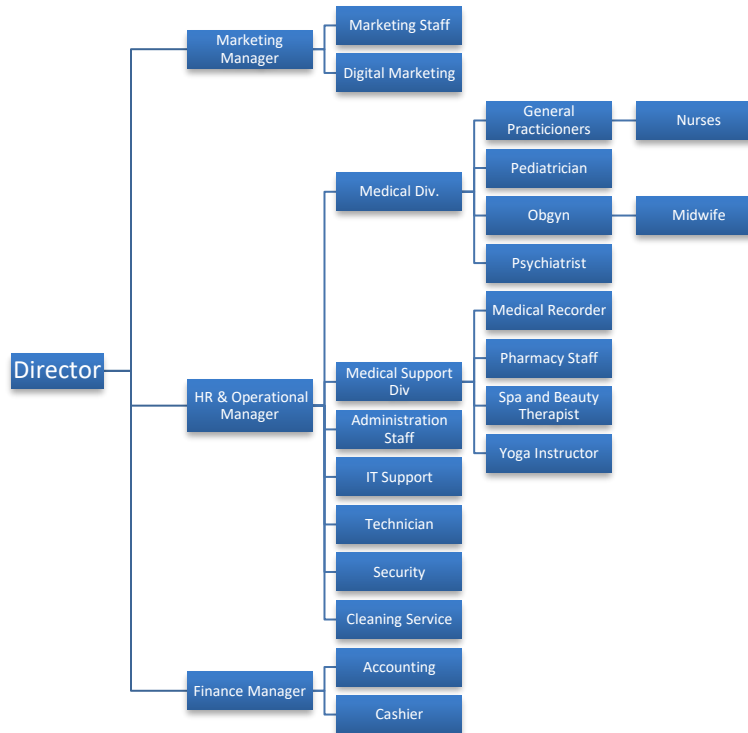 Marketing Staff
Marketing
Manager
Digital Marketing
General
Practicioners
Nurses
Pediatrician
Medical Div.
Obgyn
Midwife
Psychiatrist
Medical Recorder
Director
Pharmacy Staff
Medical Support
Div
HR & Operational
Manager
Spa and Beauty
Therapist
Administration
Staff
Yoga Instructor
IT Support
Technician
Security
Cleaning Service
Accounting
Finance Manager
Cashier